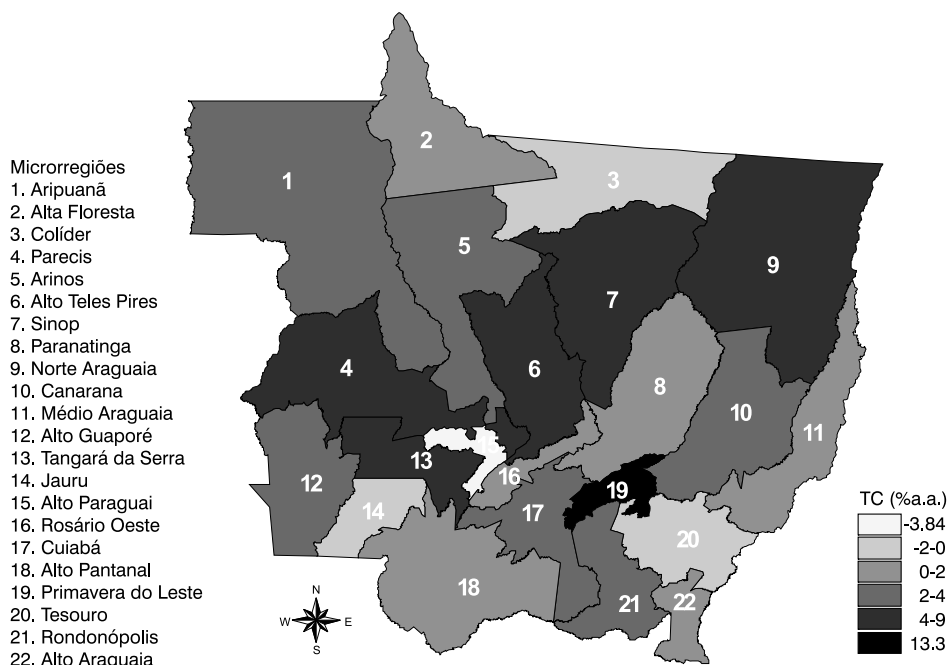 Microrregiões
1. Aripuanã
2. Alta Floresta
3. Colíder
4. Parecis
5. Arinos
6. Alto Teles Pires
7. Sinop
8. Paranatinga
9. Norte Araguaia
10. Canarana
11. Médio Araguaia
12. Alto Guaporé
13. Tangará da Serra
14. Jauru
15. Alto Paraguai
16. Rosário Oeste
17. Cuiabá
18. Alto Pantanal
19. Primavera do Leste
20. Tesouro
21. Rondonópolis
22. Alto Araguaia
1
2
3
4
5
6
7
8
9
10
11
12
13
14
15
16
17
18
19
20
21
22
N
W E
S
TC (%a.a.)
-3.84
-2-0
0-2
2-4
4-9
13.3